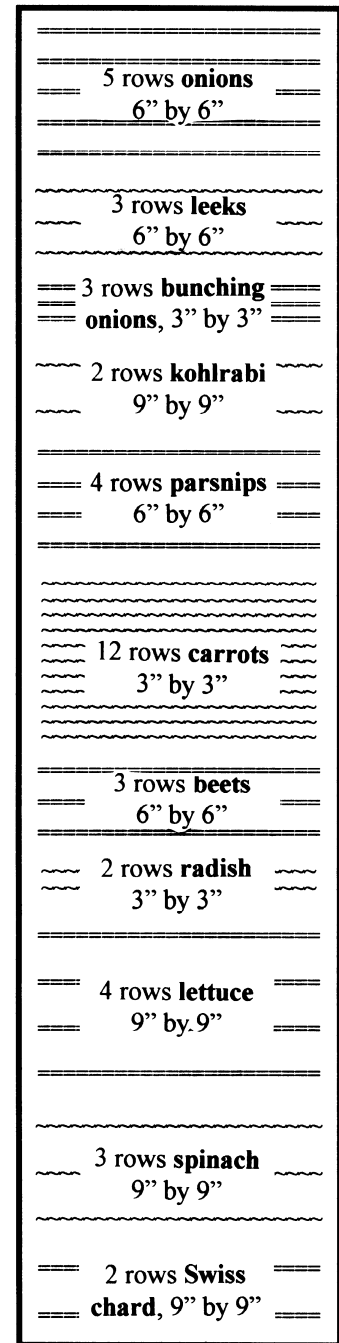 5 rows onions
6” by 6”
3 rows leeks
6” by 6”
3 rows bunching
onions, 3” by 3”
2 rows kohlrabi
9” by 9”
4 rows parsnips
6” by 6”
12 rows carrots
3” by 3”
3 rows beets
6” by 6”
2 rows radish
3” by 3”
4 rows lettuce
9” by 9”
3 rows spinach
9” by 9”
2 rows Swiss
chard, 9” by 9”